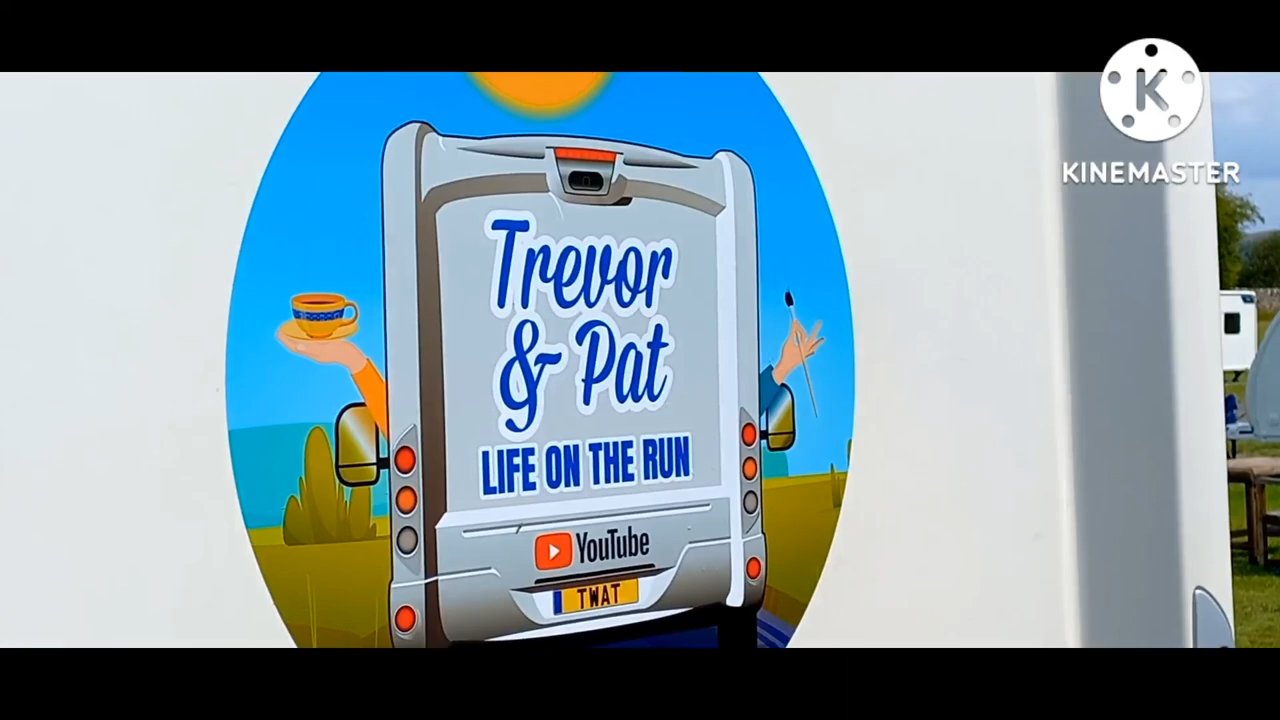 KINEMASTER
Trevor
& Pat
LIFE ON THE RUN
YouTube
TWAT